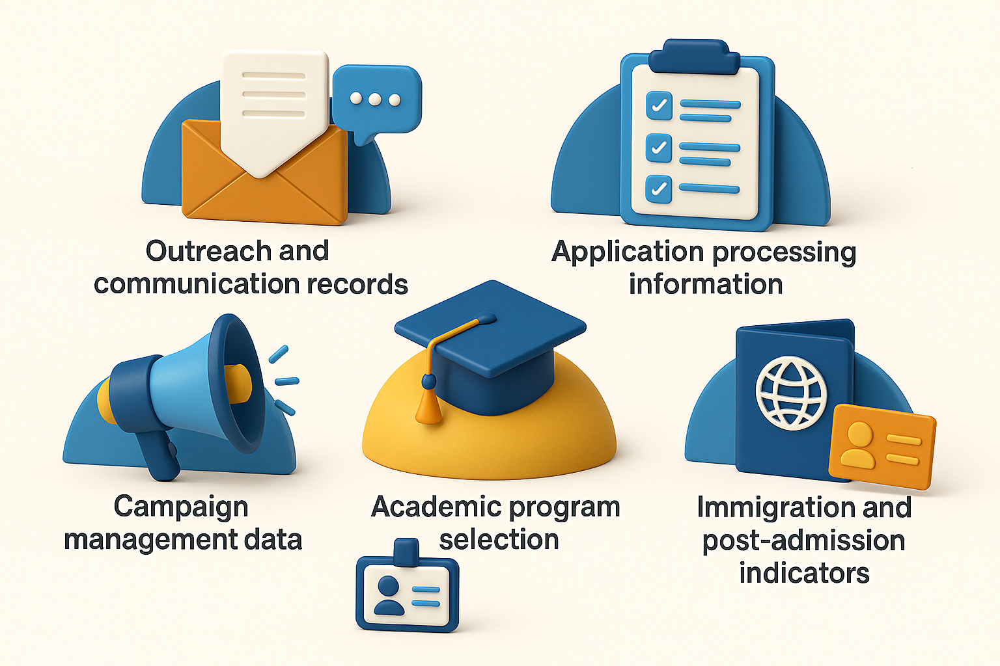 Outreach and
communication records
Application processing
information
Campaign
management data
Academic program
selection
Immigration and
post-admission
indicators